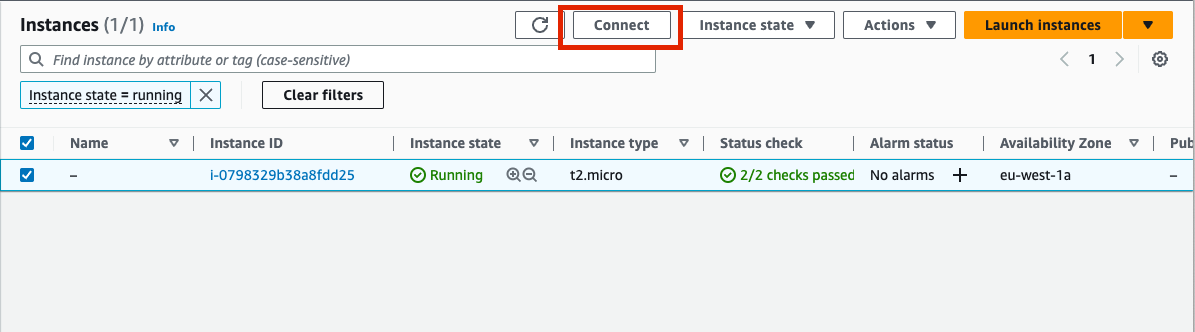 Instances (1/1) Info
Connect
Instance state
Actions
Launch instances
Find instance by attribute or tag (case-sensitive)
1
Instance state = running
Clear filters
Name Instance ID Instance state Instance type Status check Alarm status Availability Zone Pub
– i-0798329b38a8fdd25 Running t2.micro 2/2 checks passed No alarms + eu-west-1a –